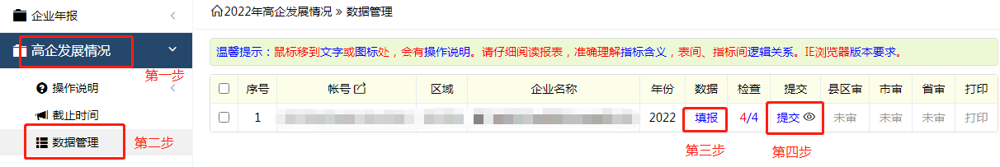 企业年报
高企发展情况
第一步
操作说明
截止时间
数据管理
第二步
2022年高企发展情况 » 数据管理
温馨提示：鼠标移到文字或图标处，会有操作说明。请仔细阅读报表，准确理解指标含义，表间、指标间逻辑关系。IE浏览器版本要求。
序号 帐号 区域 企业名称 年份 数据 检查 提交 县区审 市审 省审 打印
1 2022 填报 4/4 提交 未审 未审 未审 打印
第三步 第四步